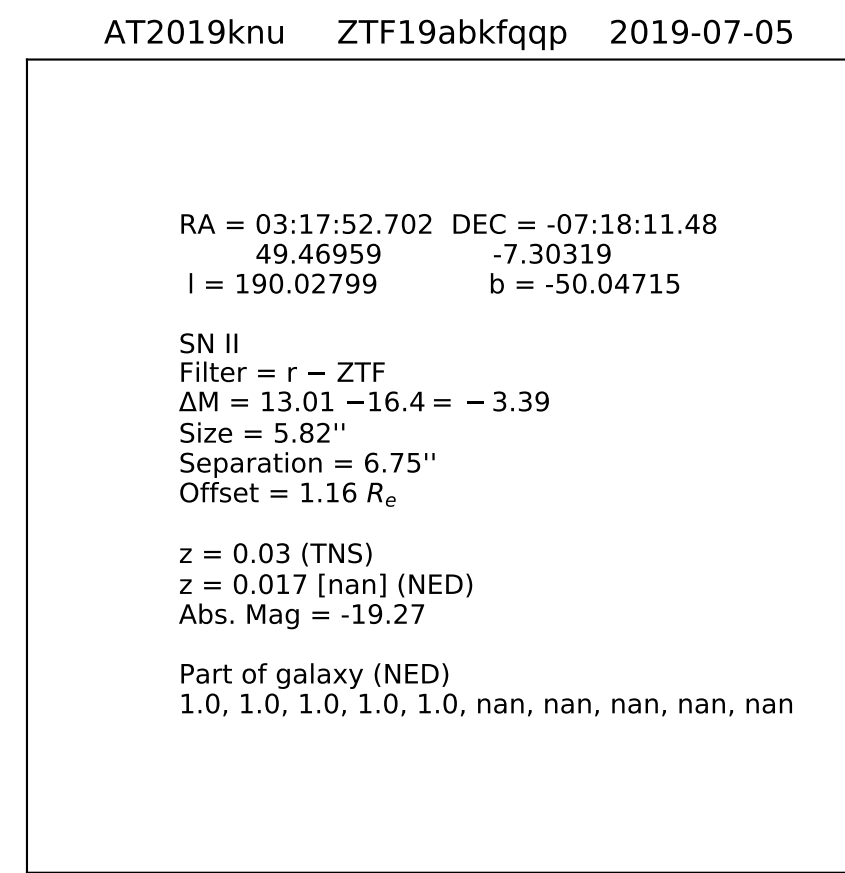 AT2019knu ZTF19abkfqqp 2019-07-05
RA = 03:17:52.702 DEC = -07:18:11.48
49.46959 -7.30319
l = 190.02799 b = -50.04715
SN II
Filter = r − ZTF
ΔM = 13.01 −16.4 = − 3.39
Size = 5.82''
Separation = 6.75''
Offset = 1.16 Re
z = 0.03 (TNS)
z = 0.017 [nan] (NED)
Abs. Mag = -19.27
Part of galaxy (NED)
1.0, 1.0, 1.0, 1.0, 1.0, nan, nan, nan, nan, nan